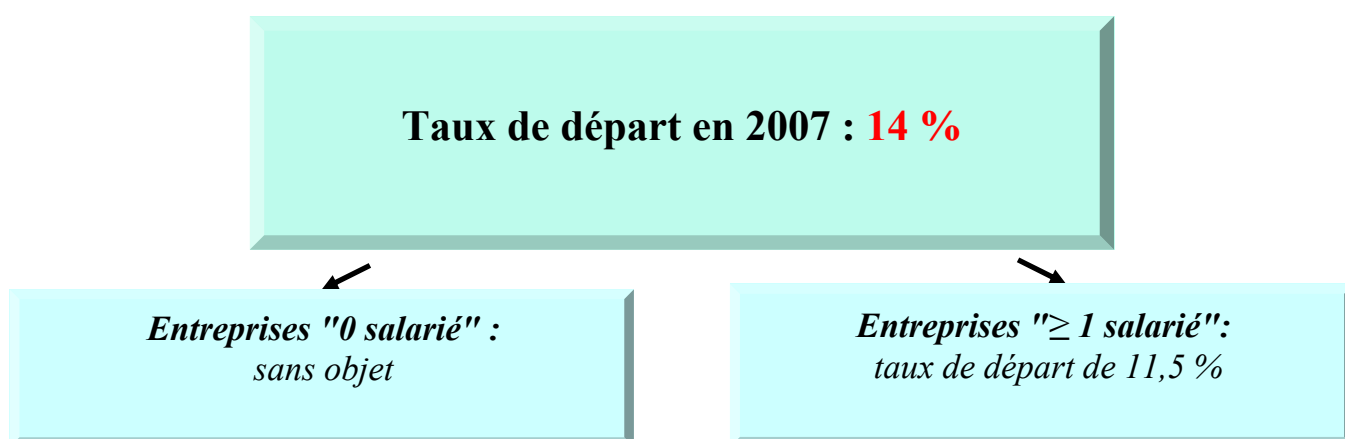 Taux de départ en 2007 : 14 %
Entreprises "0 salarié" :
sans objet
Entreprises "≥ 1 salarié":
taux de départ de 11,5 %